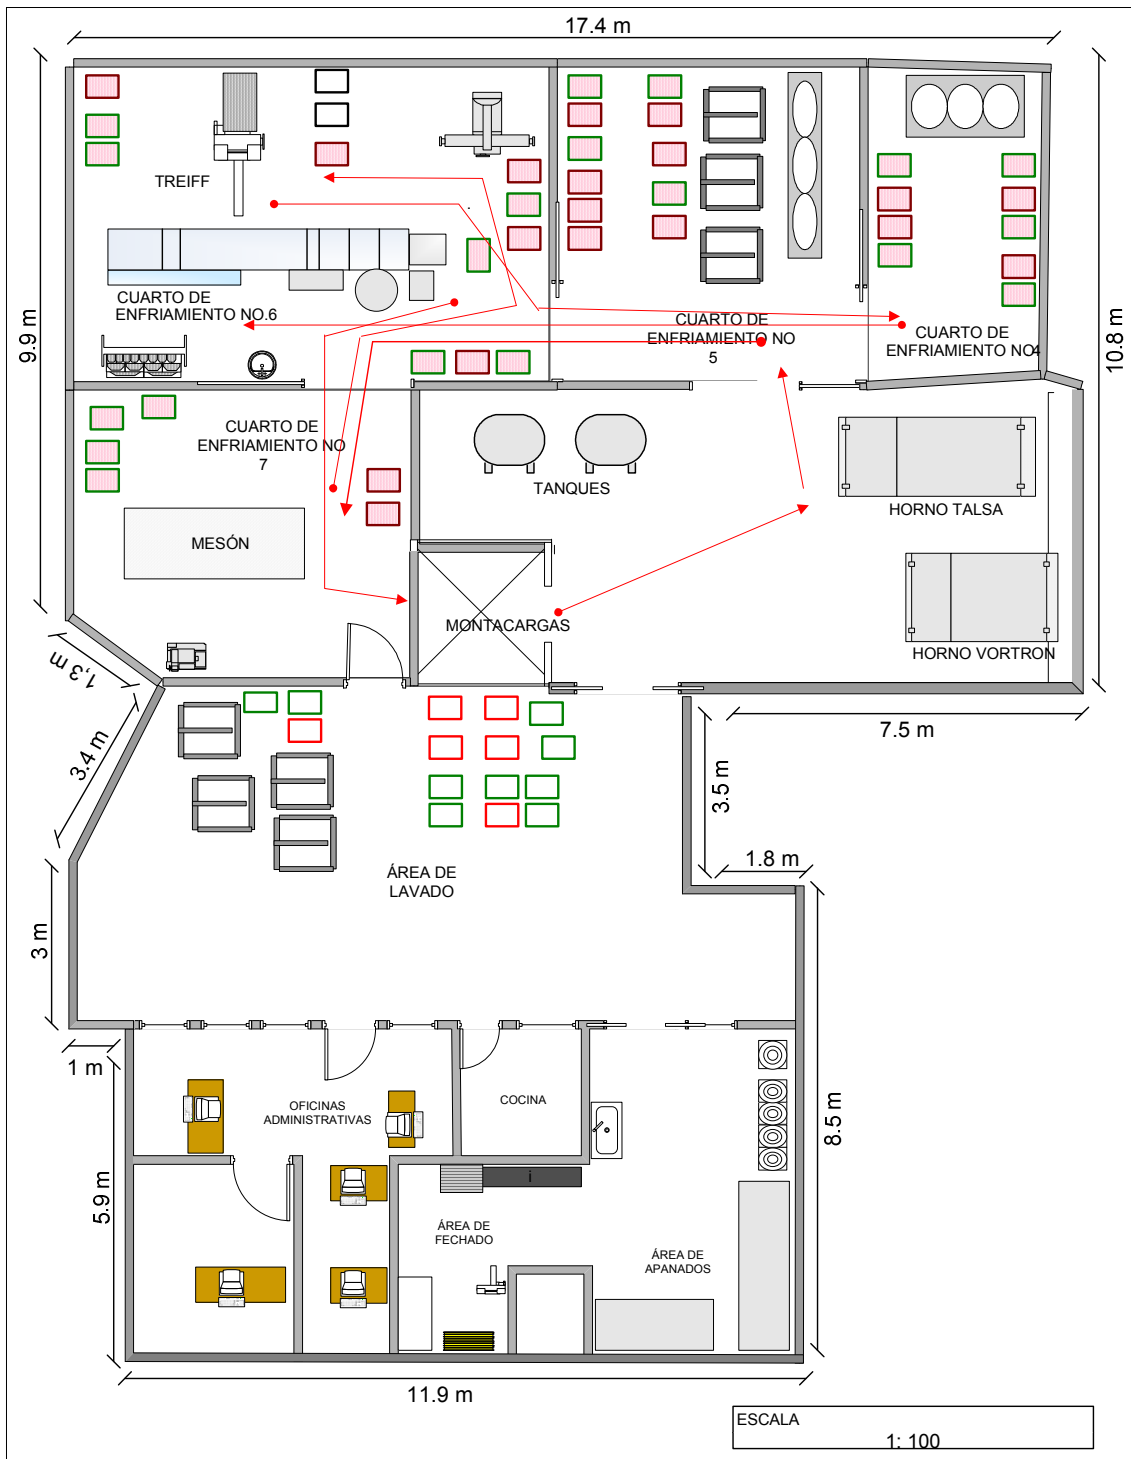 17.4 m
TREIFF
9.9 m
CUARTO DE
ENFRIAMIENTO NO.6
CUARTO DE
ENFRIAMIENTO NO
5
CUARTO DE
ENFRIAMIENTO NO4
10.8 m
CUARTO DE
ENFRIAMIENTO NO
7
TANQUES
HORNO TALSA
MESÓN
MONTACARGAS
HORNO VORTRON
1,3 m
7.5 m
3.4 m
3.5 m
1.8 m
ÁREA DE
LAVADO
3 m
1 m
OFICINAS
ADMINISTRATIVAS
COCINA
8.5 m
5.9 m
i
ÁREA DE
FECHADO
ÁREA DE
APANADOS
11.9 m
ESCALA
1: 100